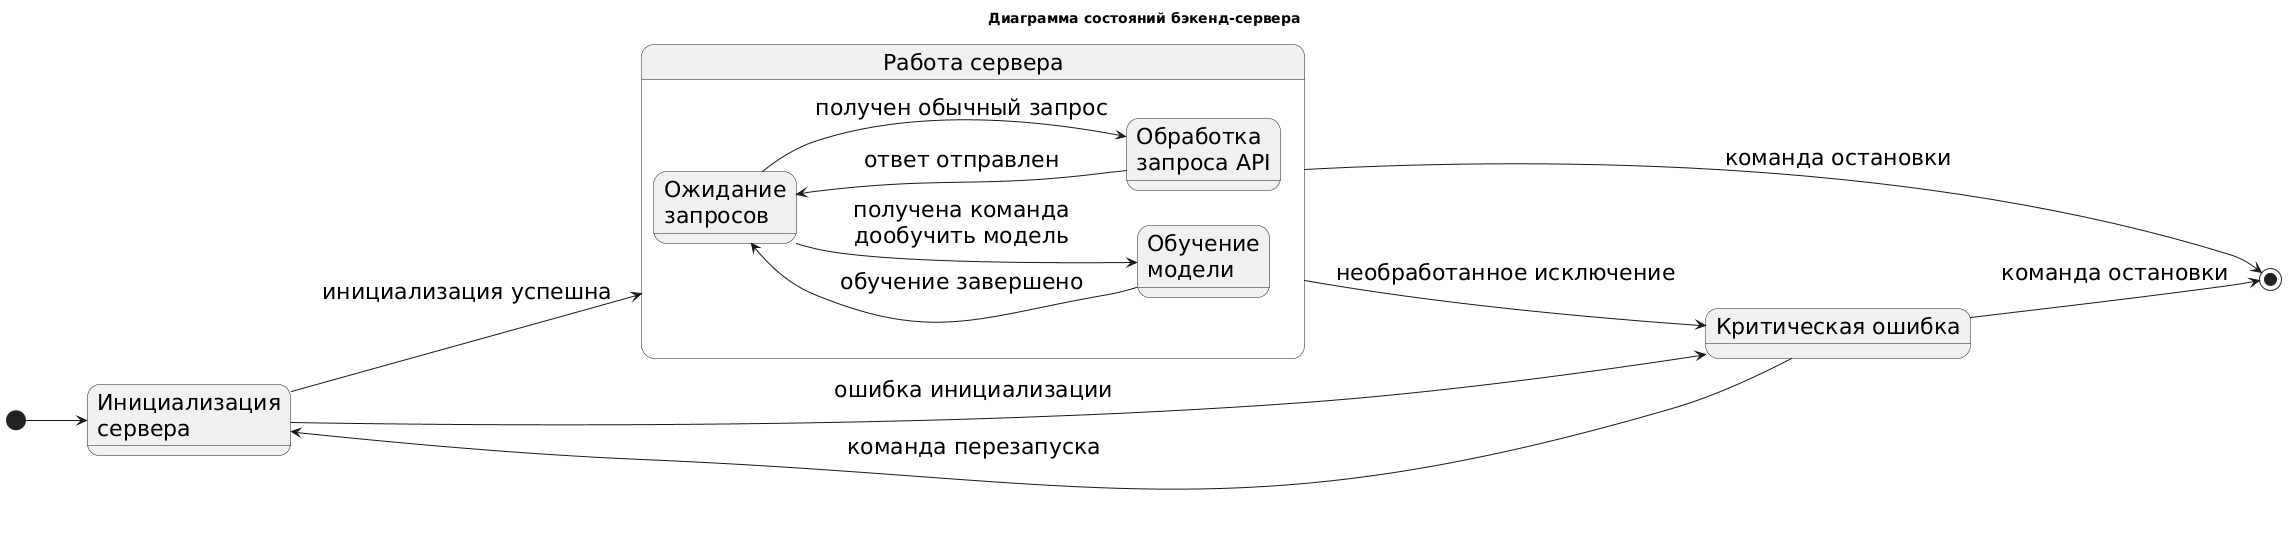 Диаграмма состояний бэкенд-сервера
Работа сервера
получен обычный запрос
Обработка
запроса API
ответ отправлен
Ожидание
запросов
получена команда
дообучить модель
Обучение
модели
обучение завершено
команда остановки
необработанное исключение
команда остановки
инициализация успешна
Критическая ошибка
ошибка инициализации
Инициализация
сервера
команда перезапуска